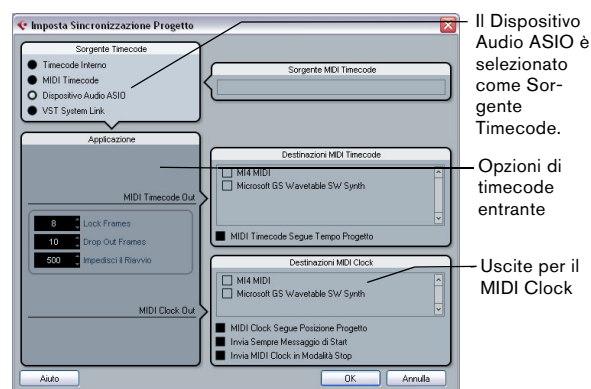 Imposta Sincronizzazione Progetto
Sorgente Timecode
Timecode Interno
MIDI Timecode
Dispositivo Audio ASIO
VST System Link
Sorgente MIDI Timecode
Applicazione
MIDI Timecode Out
8 Lock Frames
10 Drop Out Frames
500 Impedisci il Riavvio
MIDI Clock Out
Destinazioni MIDI Timecode
MI4 MIDI
Microsoft GS Wavetable SW Synth
MIDI Timecode Segue Tempo Progetto
Destinazioni MIDI Clock
MI4 MIDI
Microsoft GS Wavetable SW Synth
MIDI Clock Segue Posizione Progetto
Invia Sempre Messaggio di Start
Invia MIDI Clock in Modalità Stop
Aiuto
OK
Annulla
Il Dispositivo
Audio ASIO è
selezionato
come Sor-
gente
Timecode.
Opzioni di
timecode
entrante
Uscite per il
MIDI Clock